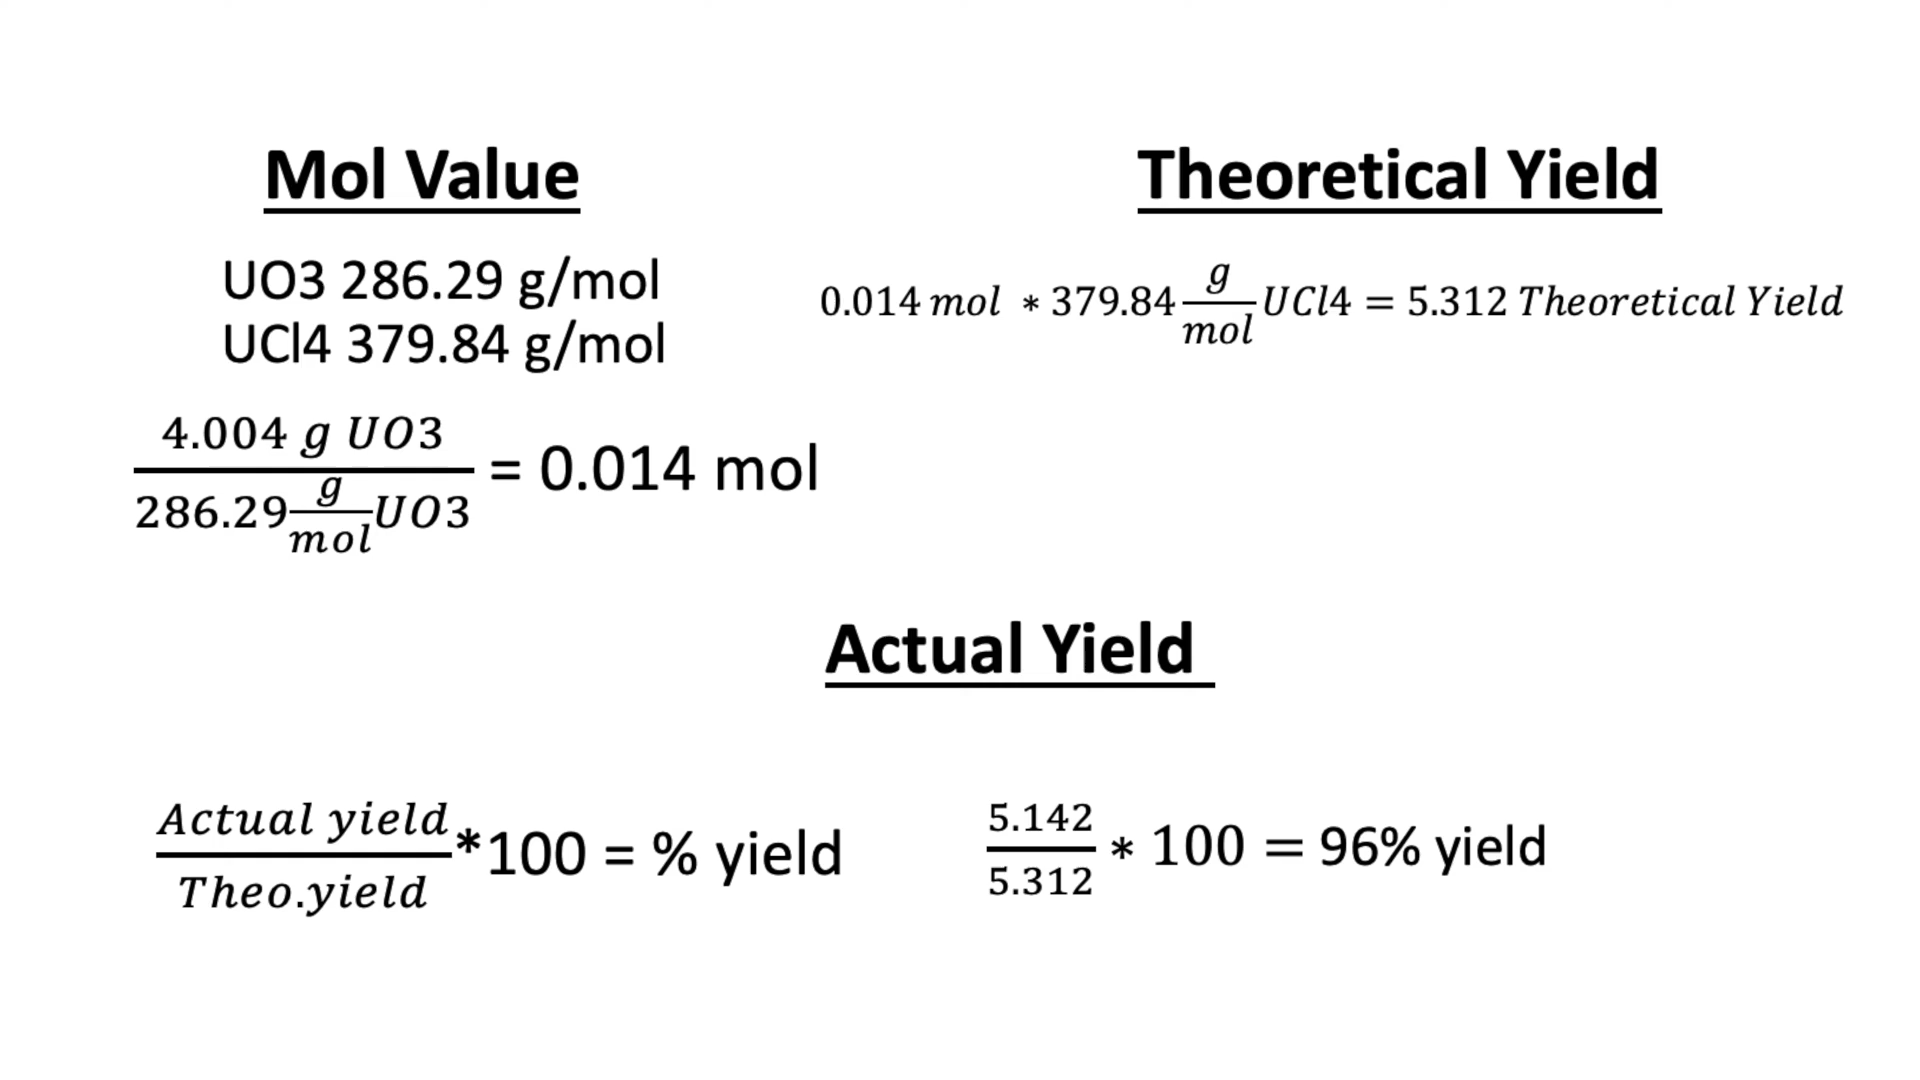 Mol Value
UO3 286.29 g/mol
UCl4 379.84 g/mol
4.004 g UO3
286.29 g/mol UO3
= 0.014 mol
Theoretical Yield
0.014 mol * 379.84 g/mol UCl4 = 5.312 Theoretical Yield
Actual Yield
Actual yield
Theo.yield
*100 = % yield
5.142
5.312
* 100 = 96% yield